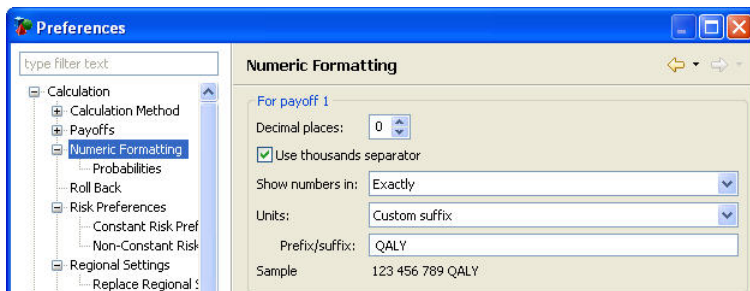 Preferences
type filter text
Numeric Formatting
Calculation
Calculation Method
Payoffs
Numeric Formatting
Probabilities
Roll Back
Risk Preferences
Constant Risk Pref
Non-Constant Risk
Regional Settings
Replace Regional S
For payoff 1
Decimal places: 0
Use thousands separator
Show numbers in: Exactly
Units: Custom suffix
Prefix/suffix: QALY
Sample 123 456 789 QALY